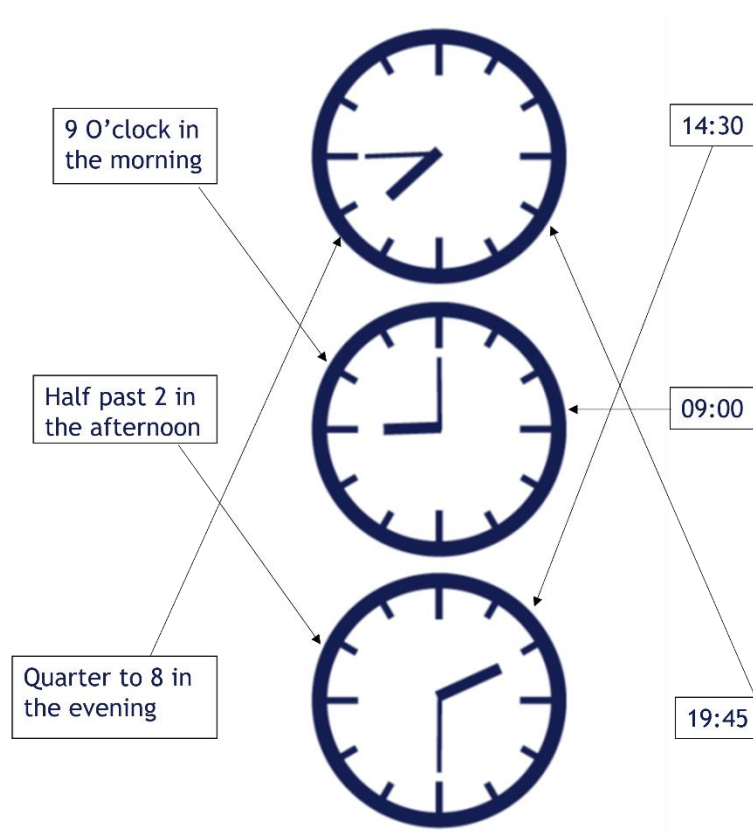 9 O’clock in
the morning
14:30
Half past 2 in
the afternoon
09:00
Quarter to 8 in
the evening
19:45